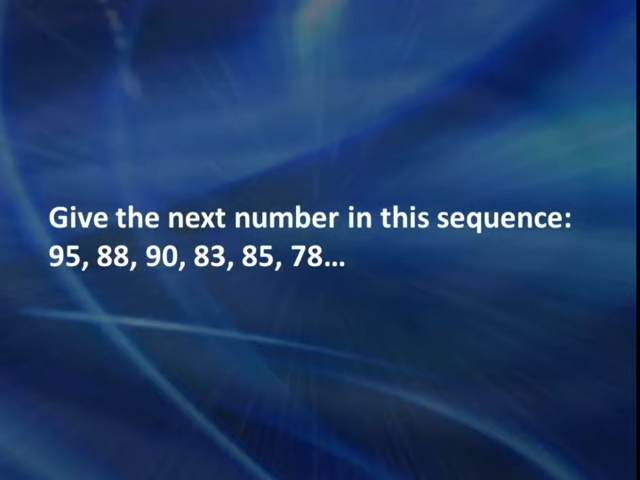 Give the next number in this sequence:
95, 88, 90, 83, 85, 78…